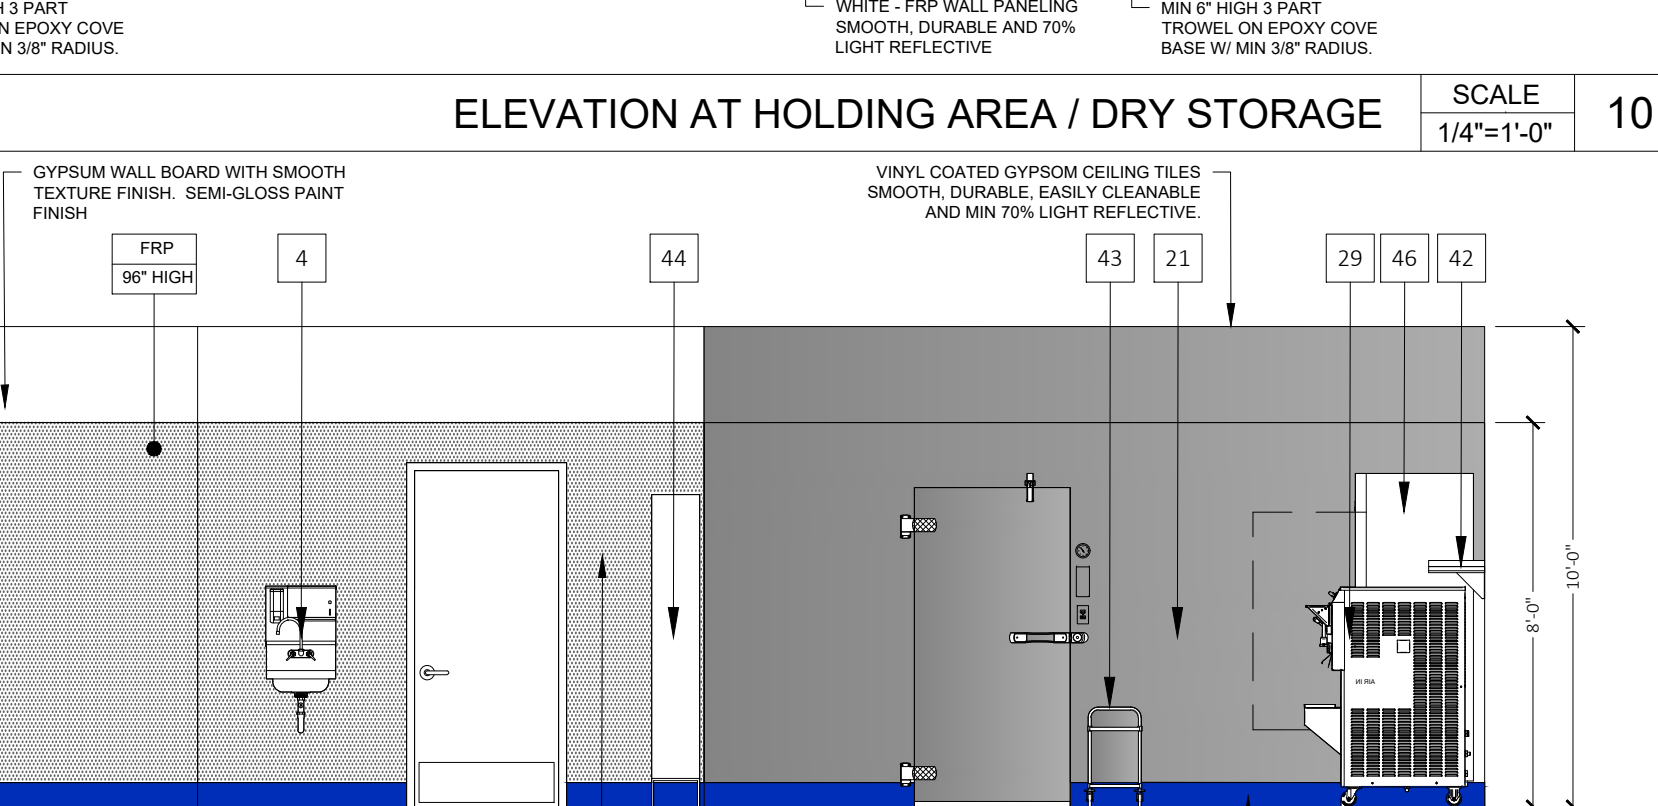 H 3 PART
N EPOXY COVE
N 3/8" RADIUS.
WHITE - FRP WALL PANELING
SMOOTH, DURABLE AND 70%
LIGHT REFLECTIVE
MIN 6" HIGH 3 PART
TROWEL ON EPOXY COVE
BASE W/ MIN 3/8" RADIUS.
ELEVATION AT HOLDING AREA / DRY STORAGE
SCALE
1/4"=1'-0"
10
GYPSUM WALL BOARD WITH SMOOTH
TEXTURE FINISH. SEMI-GLOSS PAINT
FINISH
VINYL COATED GYPSOM CEILING TILES
SMOOTH, DURABLE, EASILY CLEANABLE
AND MIN 70% LIGHT REFLECTIVE.
FRP
96" HIGH
4
44
43
21
29
46
42
8'-0"
10'-0"
AIR IN